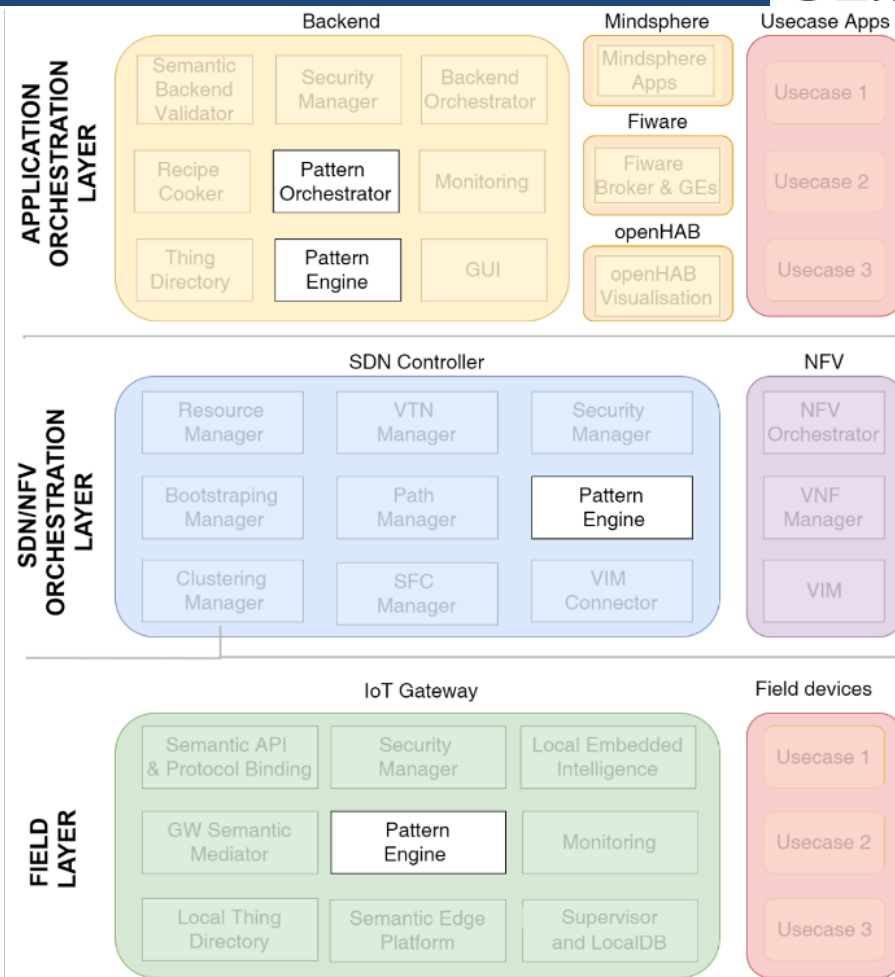 Backend
Mindsphere
Usecase Apps
APPLICATION
ORCHESTRATION
LAYER
Semantic
Backend
Validator
Security
Manager
Backend
Orchestrator
Recipe
Cooker
Pattern
Orchestrator
Monitoring
Thing
Directory
Pattern
Engine
GUI
Mindsphere
Apps
Fiware
Fiware
Broker & GEs
openHAB
openHAB
Visualisation
Usecase 1
Usecase 2
Usecase 3
SDN Controller
NFV
SDN/NFV
ORCHESTRATION
LAYER
Resource
Manager
VTN
Manager
Security
Manager
Bootstraping
Manager
Path
Manager
Pattern
Engine
Clustering
Manager
SFC
Manager
VIM
Connector
NFV
Orchestrator
VNF
Manager
VIM
IoT Gateway
Field devices
FIELD
LAYER
Semantic API
& Protocol Binding
Security
Manager
Local Embedded
Intelligence
GW Semantic
Mediator
Pattern
Engine
Monitoring
Local Thing
Directory
Semantic Edge
Platform
Supervisor
and LocalDB
Usecase 1
Usecase 2
Usecase 3